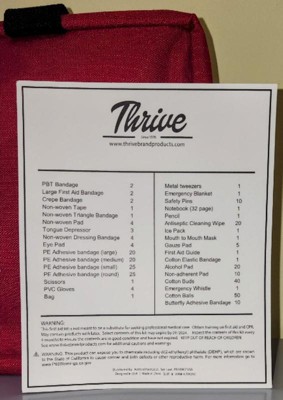 Thrive
since 1976
www.thrivebrandproducts.com
PBT Bandage 2
Large First Aid Bandage 2
Crepe Bandage 2
Non-woven Tape 1
Non-woven Triangle Bandage 1
Non-woven Pad 4
Tongue Depressor 3
Non-woven Dressing Bandage 4
Eye Pad 4
PE Adhesive bandage (large) 20
PE Adhesive bandage (medium) 20
PE Adhesive bandage (small) 25
PE Adhesive bandage (round) 25
Scissors 1
PVC Gloves 4
Bag 1
Metal tweezers 1
Emergency Blanket 1
Safety Pins 10
Notebook (32 page) 1
Pencil 1
Antiseptic Cleaning Wipe 20
Ice Pack 1
Mouth to Mouth Mask 1
Gauze Pad 5
First Aid Guide 1
Cotton Elastic Bandage 1
Alcohol Pad 20
Non-adherent Pad 10
Cotton Buds 40
Emergency Whistle 1
Cotton Balls 50
Butterfly Adhesive Bandage 10
WARNING:
WARNING: